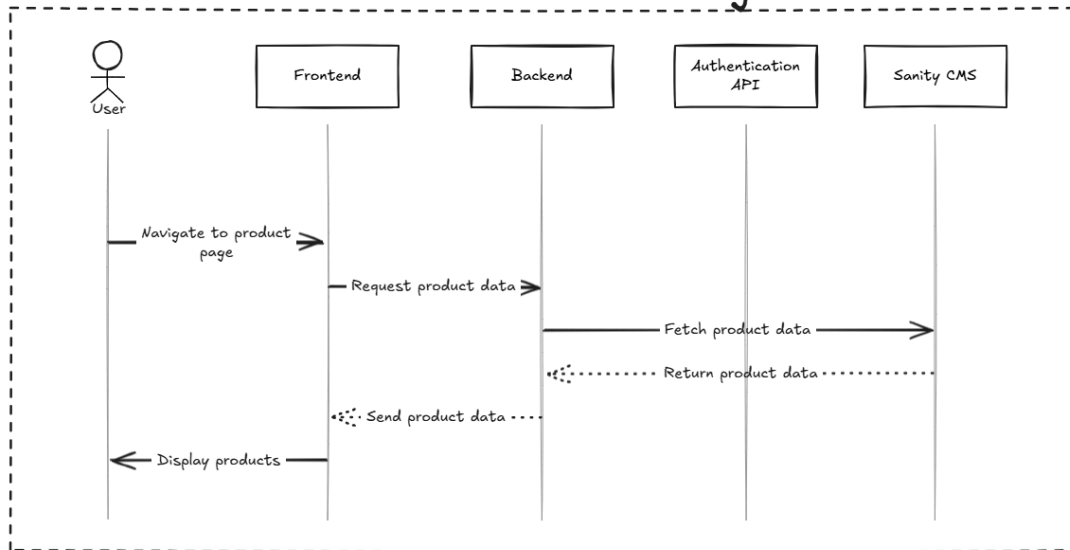 User
Frontend
Backend
Authentication
API
Sanity CMS
Navigate to product
page
Request product data
Fetch product data
Return product data
Send product data
Display products